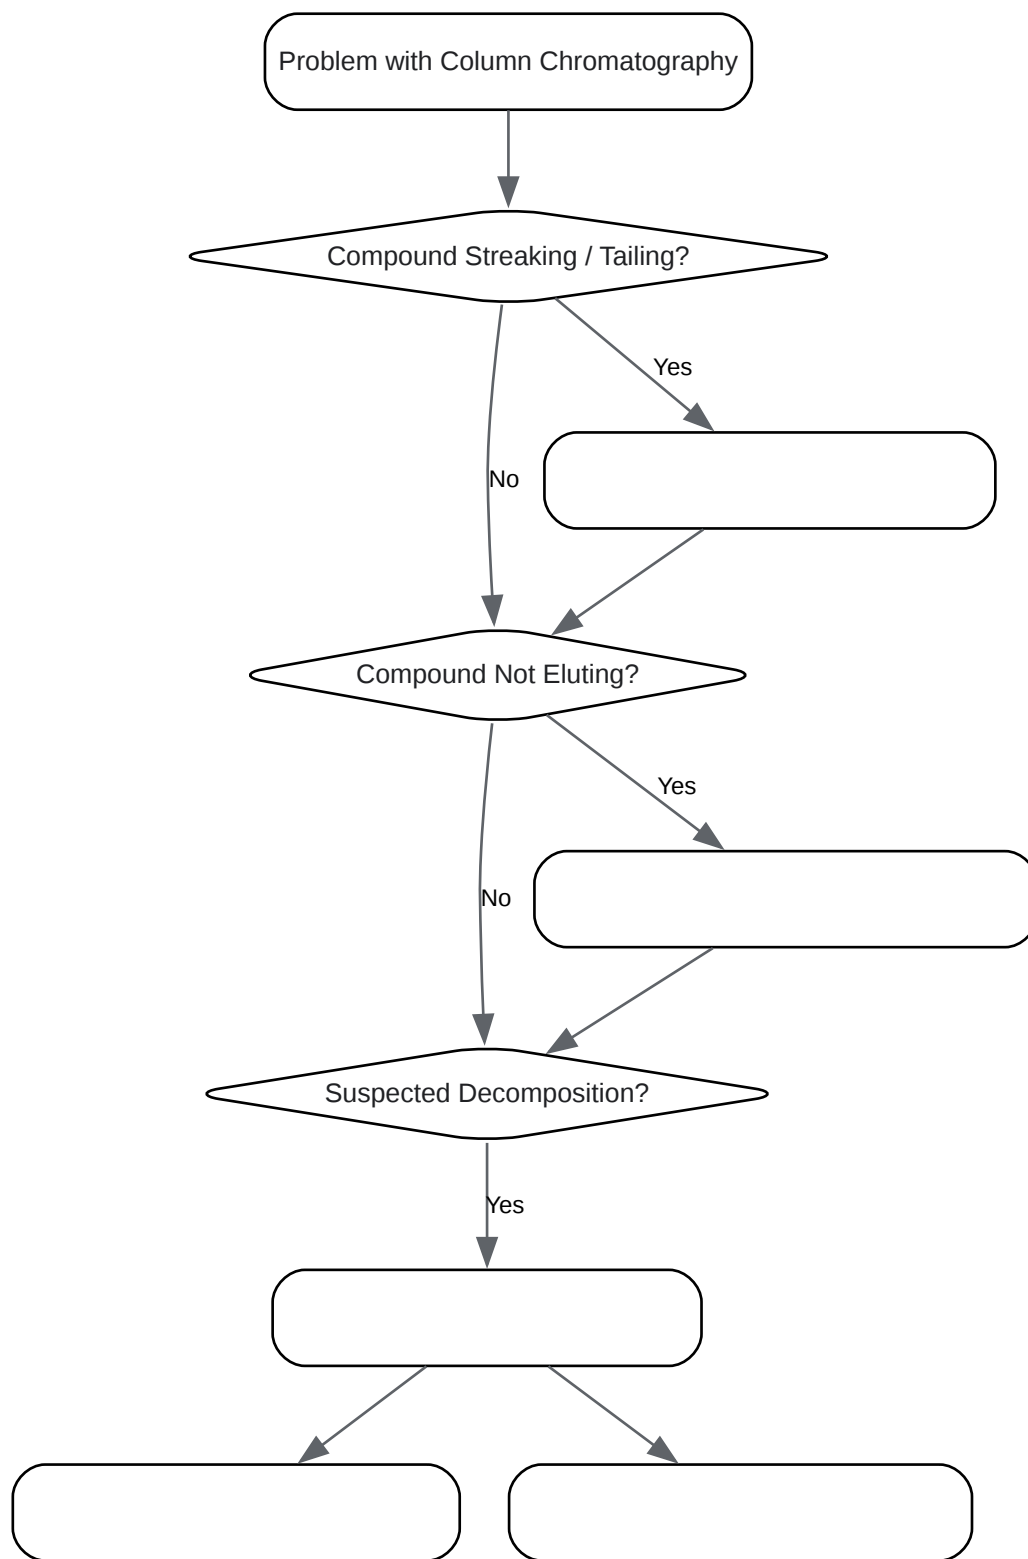 Problem with Column Chromatography
Compound Streaking / Tailing?
Yes
No
Compound Not Eluting?
Yes
No
Suspected Decomposition?
Yes